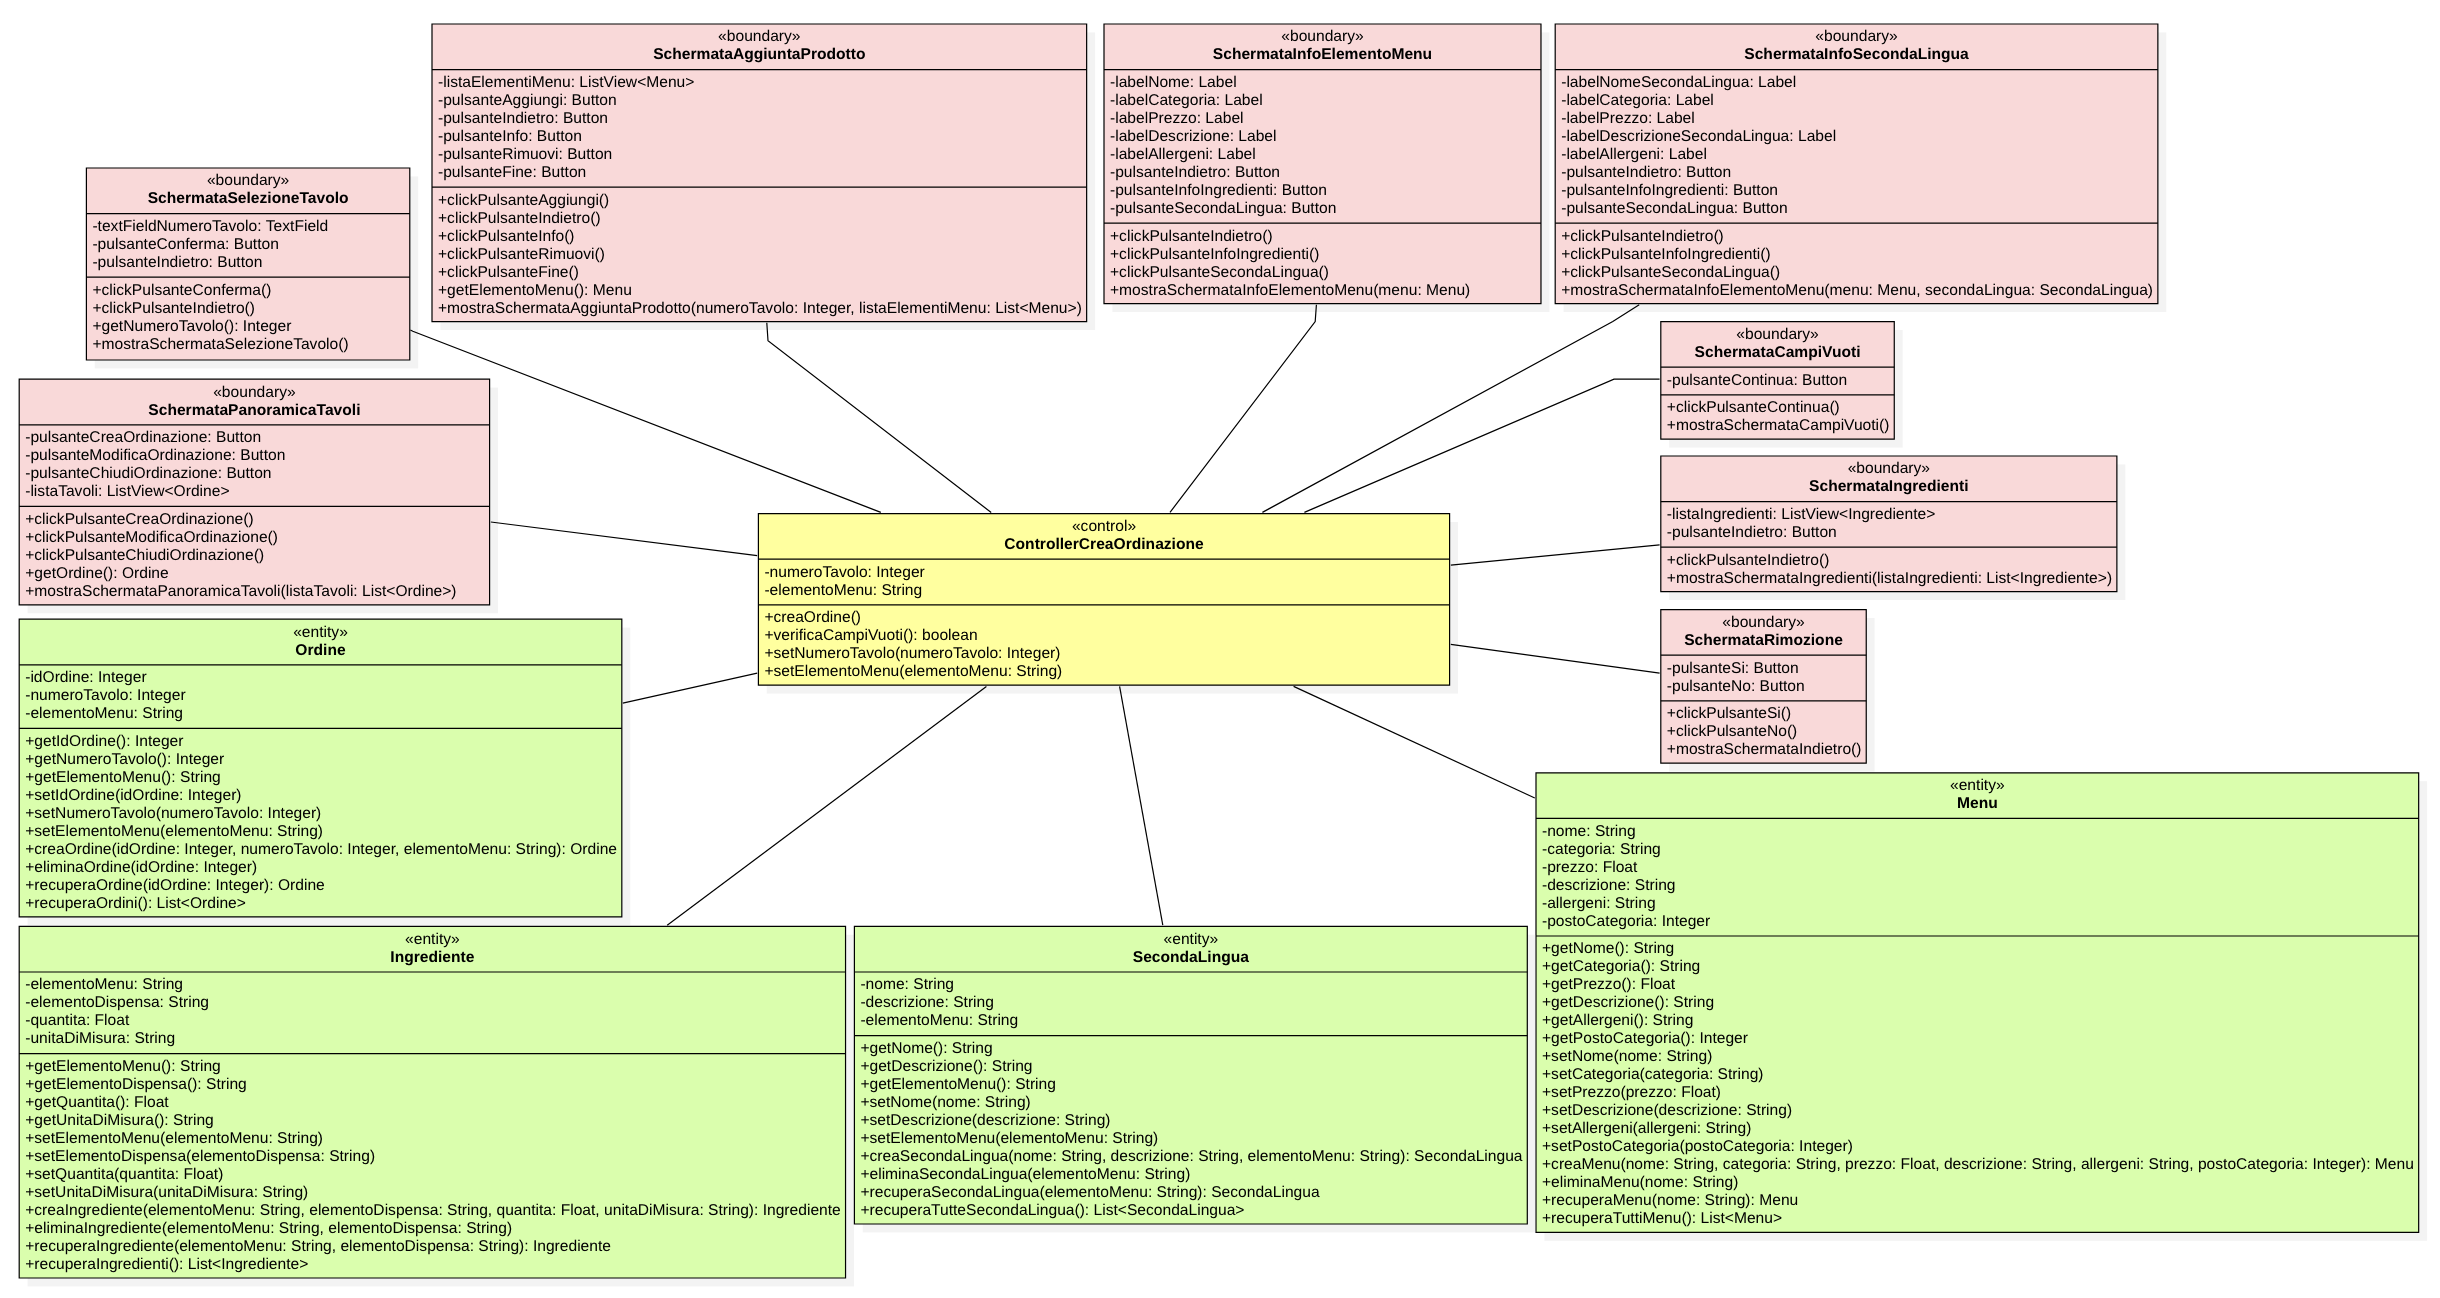 «boundary»
SchermataAggiuntaProdotto
-listaElementiMenu: ListView<Menu>
-pulsanteAggiungi: Button
-pulsanteIndietro: Button
-pulsanteInfo: Button
-pulsanteRimuovi: Button
-pulsanteFine: Button
+clickPulsanteAggiungi()
+clickPulsanteIndietro()
+clickPulsanteInfo()
+clickPulsanteRimuovi()
+clickPulsanteFine()
+getElementoMenu(): Menu
+mostraSchermataAggiuntaProdotto(numeroTavolo: Integer, listaElementiMenu: List<Menu>)
«boundary»
SchermataInfoElementoMenu
-labelNome: Label
-labelCategoria: Label
-labelPrezzo: Label
-labelDescrizione: Label
-labelAllergeni: Label
-pulsanteIndietro: Button
-pulsanteInfoIngredienti: Button
-pulsanteSecondaLingua: Button
+clickPulsanteIndietro()
+clickPulsanteInfoIngredienti()
+clickPulsanteSecondaLingua()
+mostraSchermataInfoElementoMenu(menu: Menu)
«boundary»
SchermataInfoSecondaLingua
-labelNomeSecondaLingua: Label
-labelCategoria: Label
-labelPrezzo: Label
-labelDescrizioneSecondaLingua: Label
-labelAllergeni: Label
-pulsanteIndietro: Button
-pulsanteInfoIngredienti: Button
-pulsanteSecondaLingua: Button
+clickPulsanteIndietro()
+clickPulsanteInfoIngredienti()
+clickPulsanteSecondaLingua()
+mostraSchermataInfoElementoMenu(menu: Menu, secondaLingua: SecondaLingua)
«boundary»
SchermataSelezioneTavolo
-textFieldNumeroTavolo: TextField
-pulsanteConferma: Button
-pulsanteIndietro: Button
+clickPulsanteConferma()
+clickPulsanteIndietro()
+getNumeroTavolo(): Integer
+mostraSchermataSelezioneTavolo()
«boundary»
SchermataCampiVuoti
-pulsanteContinua: Button
+clickPulsanteContinua()
+mostraSchermataCampiVuoti()
«boundary»
SchermataPanoramicaTavoli
-pulsanteCreaOrdinazione: Button
-pulsanteModificaOrdinazione: Button
-pulsanteChiudiOrdinazione: Button
-listaTavoli: ListView<Ordine>
+clickPulsanteCreaOrdinazione()
+clickPulsanteModificaOrdinazione()
+clickPulsanteChiudiOrdinazione()
+getOrdine(): Ordine
+mostraSchermataPanoramicaTavoli(listaTavoli: List<Ordine>)
«boundary»
SchermataIngredienti
-listaIngredienti: ListView<Ingrediente>
-pulsanteIndietro: Button
+clickPulsanteIndietro()
+mostraSchermataIngredienti(listaIngredienti: List<Ingrediente>)
«control»
ControllerCreaOrdinazione
-numeroTavolo: Integer
-elementoMenu: String
+creaOrdine()
+verificaCampiVuoti(): boolean
+setNumeroTavolo(numeroTavolo: Integer)
+setElementoMenu(elementoMenu: String)
«boundary»
SchermataRimozione
-pulsanteSi: Button
-pulsanteNo: Button
+clickPulsanteSi()
+clickPulsanteNo()
+mostraSchermataIndietro()
«entity»
Ordine
-idOrdine: Integer
-numeroTavolo: Integer
-elementoMenu: String
+getIdOrdine(): Integer
+getNumeroTavolo(): Integer
+getElementoMenu(): String
+setIdOrdine(idOrdine: Integer)
+setNumeroTavolo(numeroTavolo: Integer)
+setElementoMenu(elementoMenu: String)
+creaOrdine(idOrdine: Integer, numeroTavolo: Integer, elementoMenu: String): Ordine
+eliminaOrdine(idOrdine: Integer)
+recuperaOrdine(idOrdine: Integer): Ordine
+recuperaOrdini(): List<Ordine>
«entity»
Menu
-nome: String
-categoria: String
-prezzo: Float
-descrizione: String
-allergeni: String
-postoCategoria: Integer
+getNome(): String
+getCategoria(): String
+getPrezzo(): Float
+getDescrizione(): String
+getAllergeni(): String
+getPostoCategoria(): Integer
+setNome(nome: String)
+setCategoria(categoria: String)
+setPrezzo(prezzo: Float)
+setDescrizione(descrizione: String)
+setAllergeni(allergeni: String)
+setPostoCategoria(postoCategoria: Integer)
+creaMenu(nome: String, categoria: String, prezzo: Float, descrizione: String, allergeni: String, postoCategoria: Integer): Menu
+eliminaMenu(nome: String)
+recuperaMenu(nome: String): Menu
+recuperaTuttiMenu(): List<Menu>
«entity»
Ingrediente
-elementoMenu: String
-elementoDispensa: String
-quantita: Float
-unitaDiMisura: String
+getElementoMenu(): String
+getElementoDispensa(): String
+getQuantita(): Float
+getUnitaDiMisura(): String
+setElementoMenu(elementoMenu: String)
+setElementoDispensa(elementoDispensa: String)
+setQuantita(quantita: Float)
+setUnitaDiMisura(unitaDiMisura: String)
+creaIngrediente(elementoMenu: String, elementoDispensa: String, quantita: Float, unitaDiMisura: String): Ingrediente
+eliminaIngrediente(elementoMenu: String, elementoDispensa: String)
+recuperaIngrediente(elementoMenu: String, elementoDispensa: String): Ingrediente
+recuperaIngredienti(): List<Ingrediente>
«entity»
SecondaLingua
-nome: String
-descrizione: String
-elementoMenu: String
+getNome(): String
+getDescrizione(): String
+getElementoMenu(): String
+setNome(nome: String)
+setDescrizione(descrizione: String)
+setElementoMenu(elementoMenu: String)
+creaSecondaLingua(nome: String, descrizione: String, elementoMenu: String): SecondaLingua
+eliminaSecondaLingua(elementoMenu: String)
+recuperaSecondaLingua(elementoMenu: String): SecondaLingua
+recuperaTutteSecondaLingua(): List<SecondaLingua>